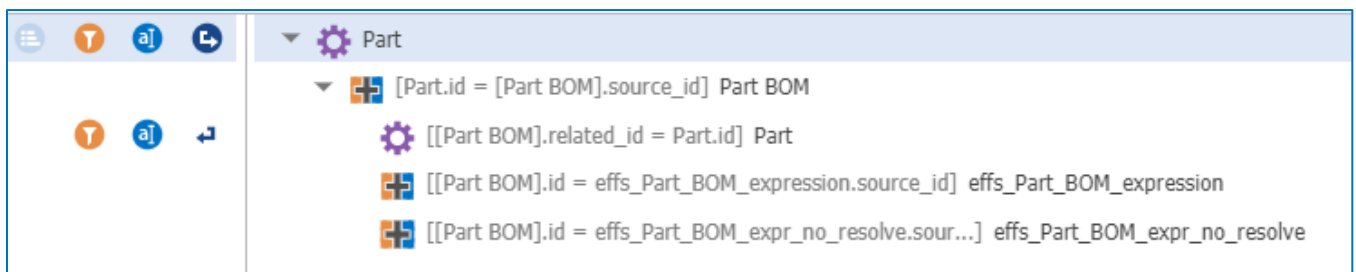 Part
[Part.id = [Part BOM].source_id] Part BOM
[[Part BOM].related_id = Part.id] Part
[[Part BOM].id = effs_Part_BOM_expression.source_id] effs_Part_BOM_expression
[[Part BOM].id = effs_Part_BOM_expr_no_resolve.sour...] effs_Part_BOM_expr_no_resolve